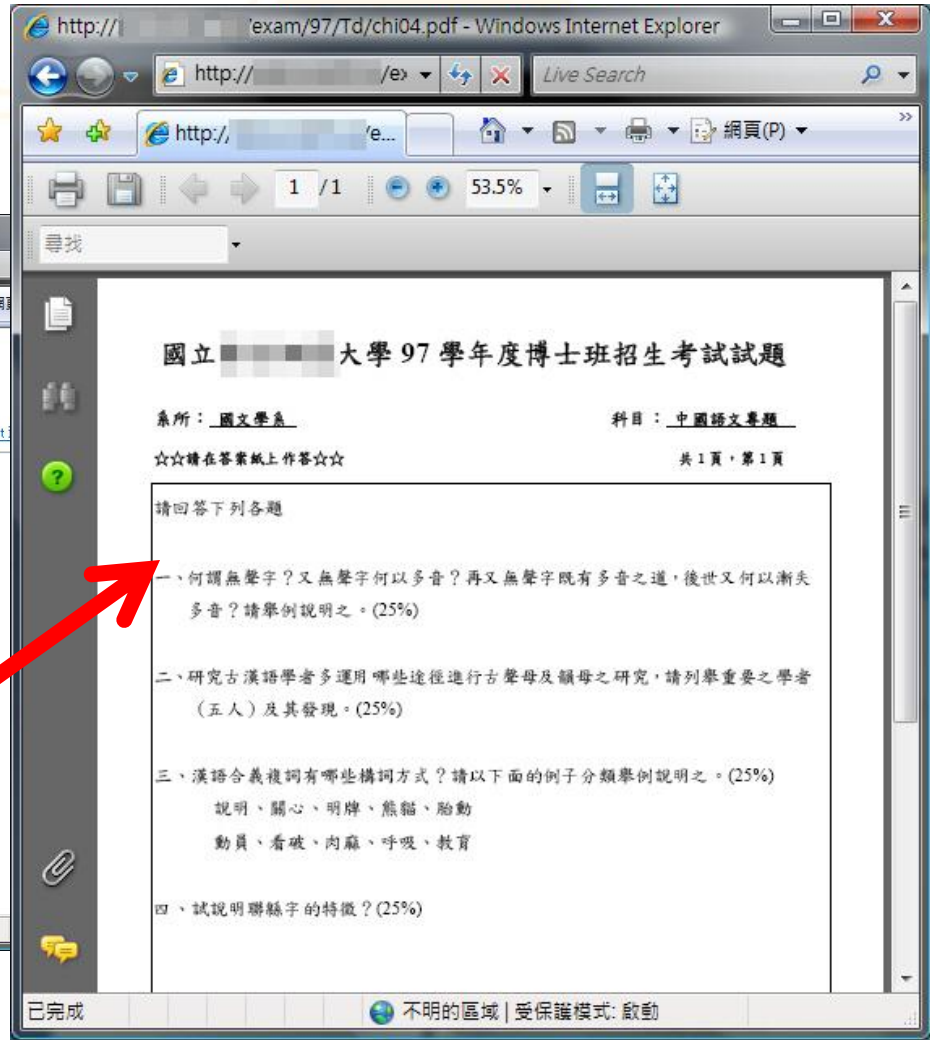 http://
exam/97/Td/chi04.pdf - Windows Internet Explorer
http://
/e
Live Search
http:/,
/e...
網頁(P)
1 /1
53.5%
尋找
國立 大學 97 學年度博士班招生考試試題
系所：國文學系
科目：中國語文專題
☆☆請在答案紙上作答☆☆
共 1 頁，第 1 頁
請回答下列各題
一、何謂無聲字？又無聲字何以多音？再又無聲字既有多音之道，後世又何以漸失
多音？請舉例說明之。(25%)
二、研究古漢語學者多運用哪些途徑進行古聲母及韻母之研究，請列舉重要之學者
（五人）及其發現。(25%)
三、漢語合義複詞有哪些構詞方式？請以下面的例子分類舉例說明之。(25%)
說明、關心、明牌、熊貓、胎動
動員、看破、肉麻、呼吸、教育
四、試說明聯緜字的特徵？(25%)
已完成
不明的區域 | 受保護模式: 啟動